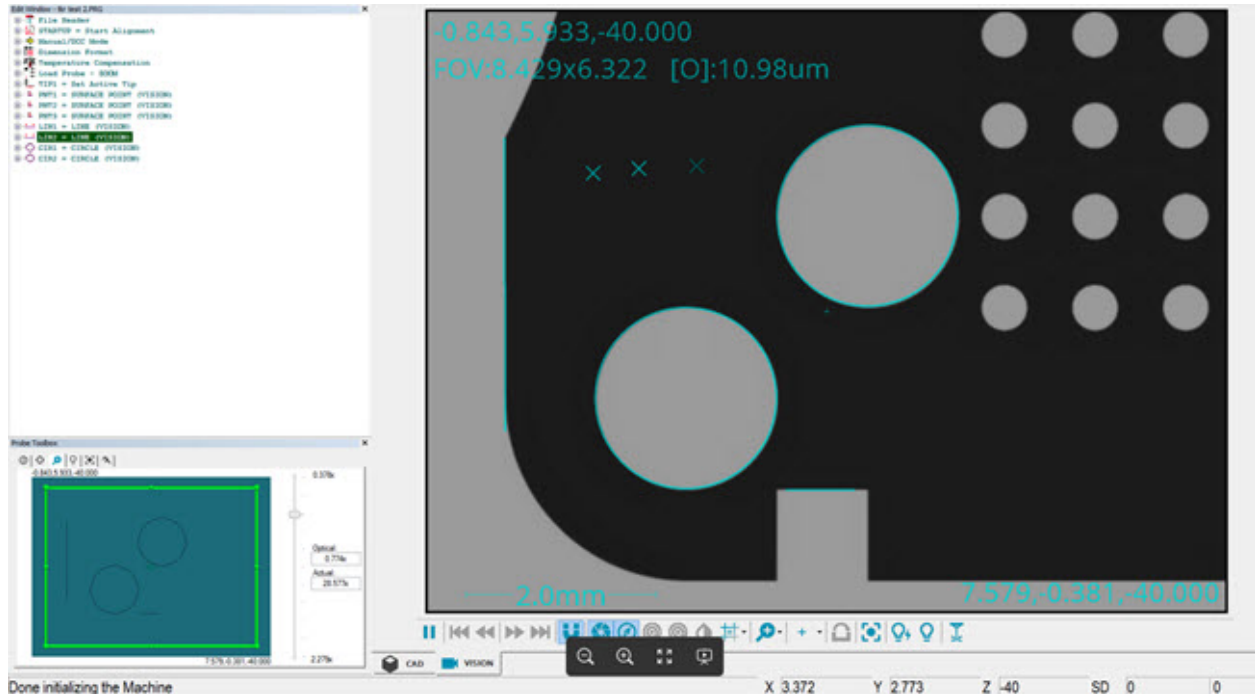 Edit Window - Br test 2.PRG
File Header
STARTUP = Start Alignment
Manual/DCC Mode
Dimension Format
Temperature Compensation
Load Probe - ZOOM
TIP1 = Set Active Tip
PNT1 = SURFACE POINT (VISION)
PNT2 = SURFACE POINT (VISION)
PNT3 = SURFACE POINT (VISION)
LIN1 = LINE (VISION)
LIN2 = LINE (VISION)
CIR1 = CIRCLE (VISION)
CIR2 = CIRCLE (VISION)
-0.843,5.933,-40.000
FOV:8.429x6.322 [O]:10.98um
2.0mm
7.579,-0.381,-40.000
Probe Toolbox
-0.843,5.933,-40.000
0.378x
Optical:
0.774x
Actual:
20.577x
7.579,-0.381,-40.000
2.279x
CAD
VISION
Done initializing the Machine
X 3.372
Y 2.773
Z -40
SD 0
0